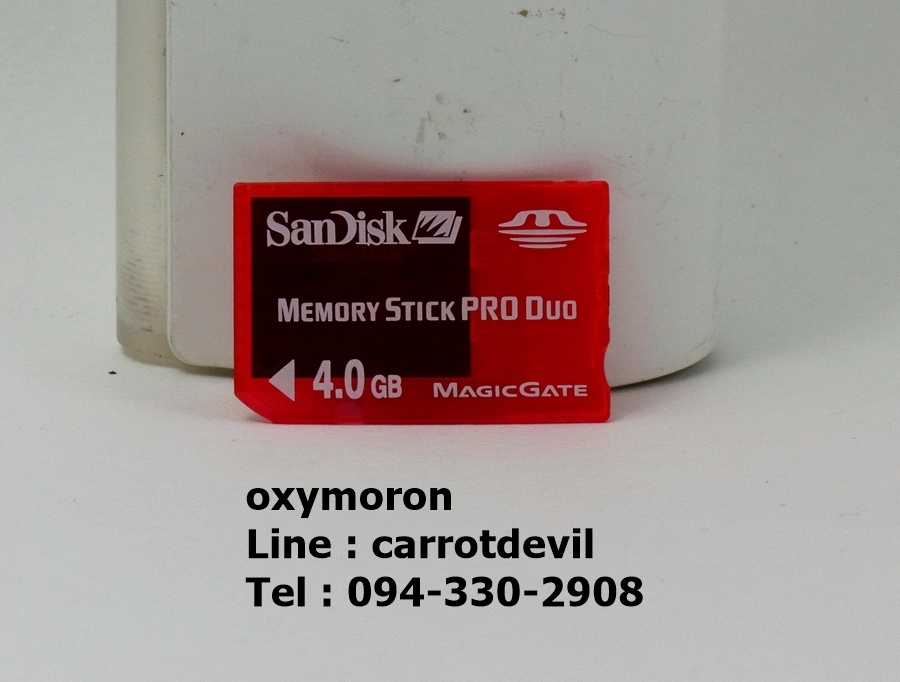 SanDisk
MEMORY STICK PRO DUO
4.0 GB MAGICGATE
oxymoron
Line : carrotdevil
Tel : 094-330-2908